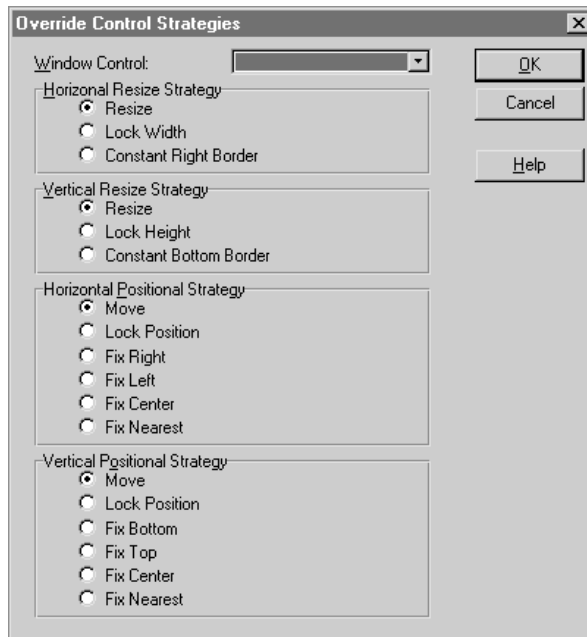 Override Control Strategies
Window Control:
OK
Cancel
Help
Horizonal Resize Strategy
Resize
Lock Width
Constant Right Border
Vertical Resize Strategy
Resize
Lock Height
Constant Bottom Border
Horizontal Positional Strategy
Move
Lock Position
Fix Right
Fix Left
Fix Center
Fix Nearest
Vertical Positional Strategy
Move
Lock Position
Fix Bottom
Fix Top
Fix Center
Fix Nearest